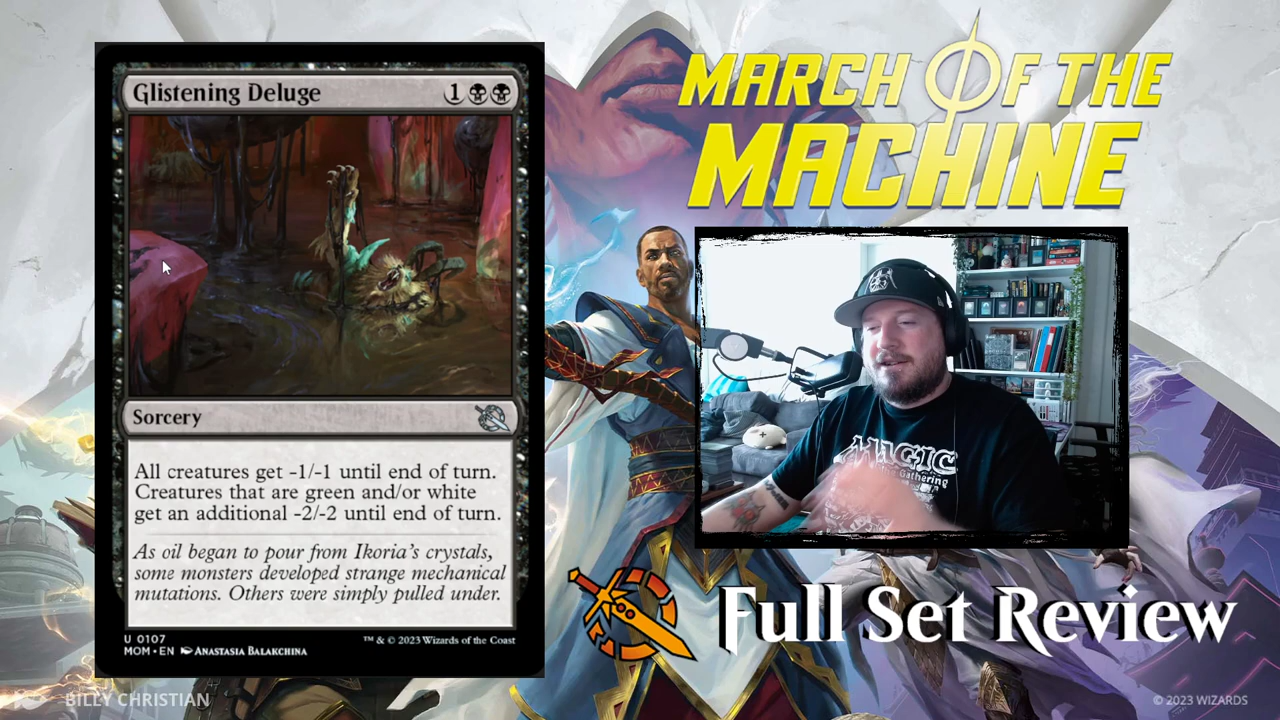 Glistening Deluge 1
Sorcery
All creatures get -1/-1 until end of turn.
Creatures that are green and/or white
get an additional -2/-2 until end of turn.
As oil began to pour from Ikoria's crystals,
some monsters developed strange mechanical
mutations. Others were simply pulled under.
U 0107
MOM • EN ANASTASIA BALAKCHINA
™ & © 2023 Wizards of the Coast
MARCH OF THE
MACHINE
MAGIC
Gathering
Full Set Review
BILLY CHRISTIAN
© 2023 WIZARDS